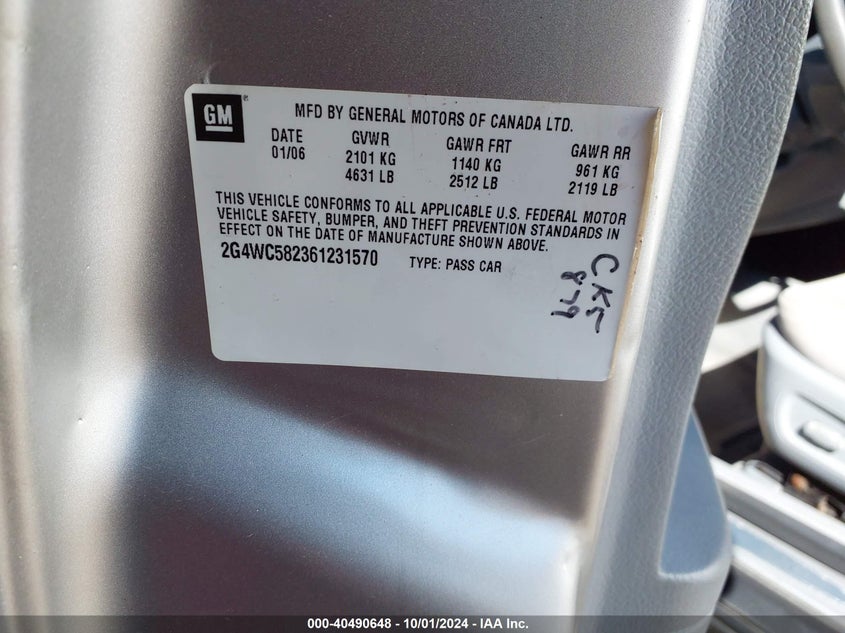 GM
MFD BY GENERAL MOTORS OF CANADA LTD.
DATE GVWR GAWR FRT GAWR RR
01/06 2101 KG 1140 KG 961 KG
4631 LB 2512 LB 2119 LB
THIS VEHICLE CONFORMS TO ALL APPLICABLE U.S. FEDERAL MOTOR
VEHICLE SAFETY, BUMPER, AND THEFT PREVENTION STANDARDS IN
EFFECT ON THE DATE OF MANUFACTURE SHOWN ABOVE.
2G4WC582361231570 TYPE: PASS CAR
879
000-40490648 - 10/01/2024 - IAA Inc.